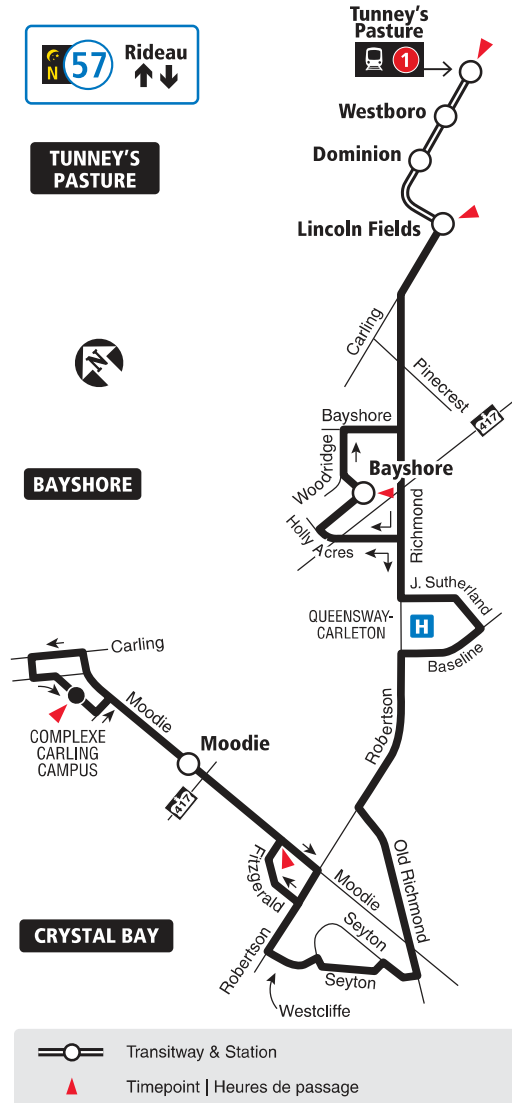 N 57 Rideau
Tunney's
Pasture
1
Westboro
Dominion
Lincoln Fields
TUNNEY'S
PASTURE
N
Carling
Pinecrest
417
Bayshore
Woodridge
Bayshore
Holly Acres
Richmond
BAYSHORE
J. Sutherland
QUEENSWAY-
CARLETON
H
Baseline
Carling
Moodie
COMPLEXE
CARLING
CAMPUS
Moodie
417
Robertson
Fitzgerald
Moodie
Old Richmond
Seyton
CRYSTAL BAY
Robertson
Seyton
Westcliffe
Transitway & Station
Timepoint | Heures de passage